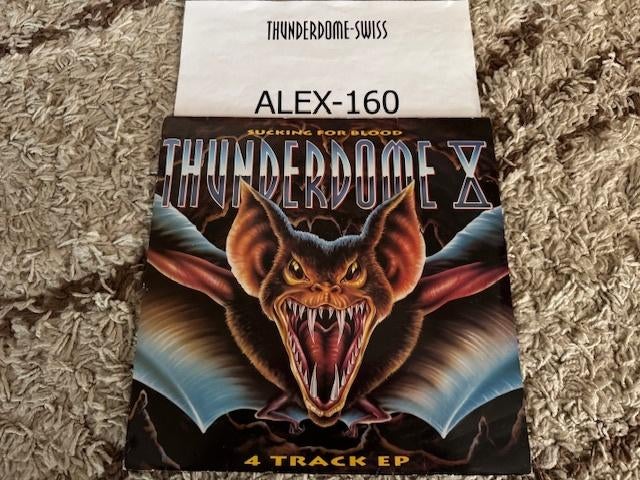 THUNDERDOME-SWISS
ALEX-160
SUCKING FOR BLOOD
THUNDERDOME X
4 TRACK EP